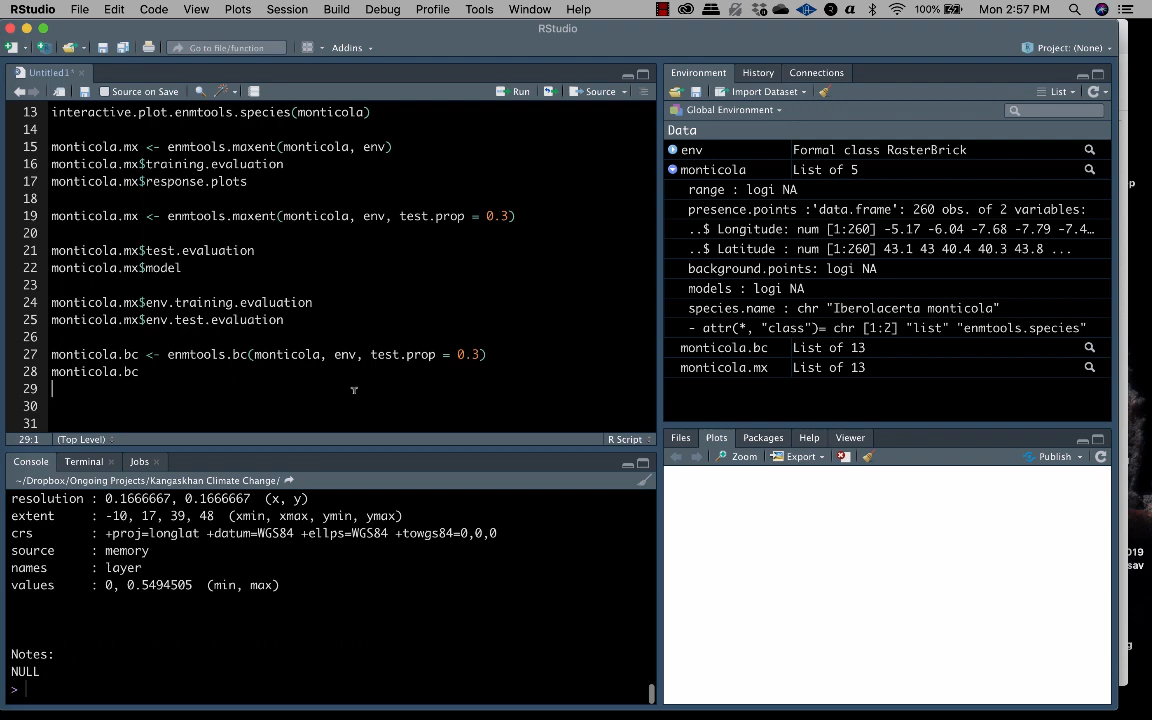 RStudio File Edit Code View Plots Session Build Debug Profile Tools Window Help 100% Mon 2:57 PM
RStudio
Go to file/function Addins Project: (None)
Untitled1*
Source on Save Run Source
13 interactive.plot.enmtools.species(monticola)
14
15 monticola.mx <- enmtools.maxent(monticola, env)
16 monticola.mx$training.evaluation
17 monticola.mx$response.plots
18
19 monticola.mx <- enmtools.maxent(monticola, env, test.prop = 0.3)
20
21 monticola.mx$test.evaluation
22 monticola.mx$model
23
24 monticola.mx$env.training.evaluation
25 monticola.mx$env.test.evaluation
26
27 monticola.bc <- enmtools.bc(monticola, env, test.prop = 0.3)
28 monticola.bc
29
30
31
29:1 (Top Level) R Script
Console Terminal Jobs
~/Dropbox/Ongoing Projects/Kangaskhan Climate Change/
resolution : 0.1666667, 0.1666667 (x, y)
extent : -10, 17, 39, 48 (xmin, xmax, ymin, ymax)
crs : +proj=longlat +datum=WGS84 +ellps=WGS84 +towgs84=0,0,0
source : memory
names : layer
values : 0, 0.5494505 (min, max)
Notes:
NULL
>
Environment History Connections
Import Dataset List
Global Environment
Data
env Formal class RasterBrick
monticola List of 5
range : logi NA
presence.points :'data.frame': 260 obs. of 2 variables:
..$ Longitude: num [1:260] -5.17 -6.04 -7.68 -7.79 -7.4…
..$ Latitude : num [1:260] 43.1 43 40.4 40.3 43.8 ...
background.points: logi NA
models : logi NA
species.name : chr "Iberolacerta monticola"
- attr(*, "class")= chr [1:2] "list" "enmtools.species"
monticola.bc List of 13
monticola.mx List of 13
Files Plots Packages Help Viewer
Zoom Export Publish
p
019
sav
g